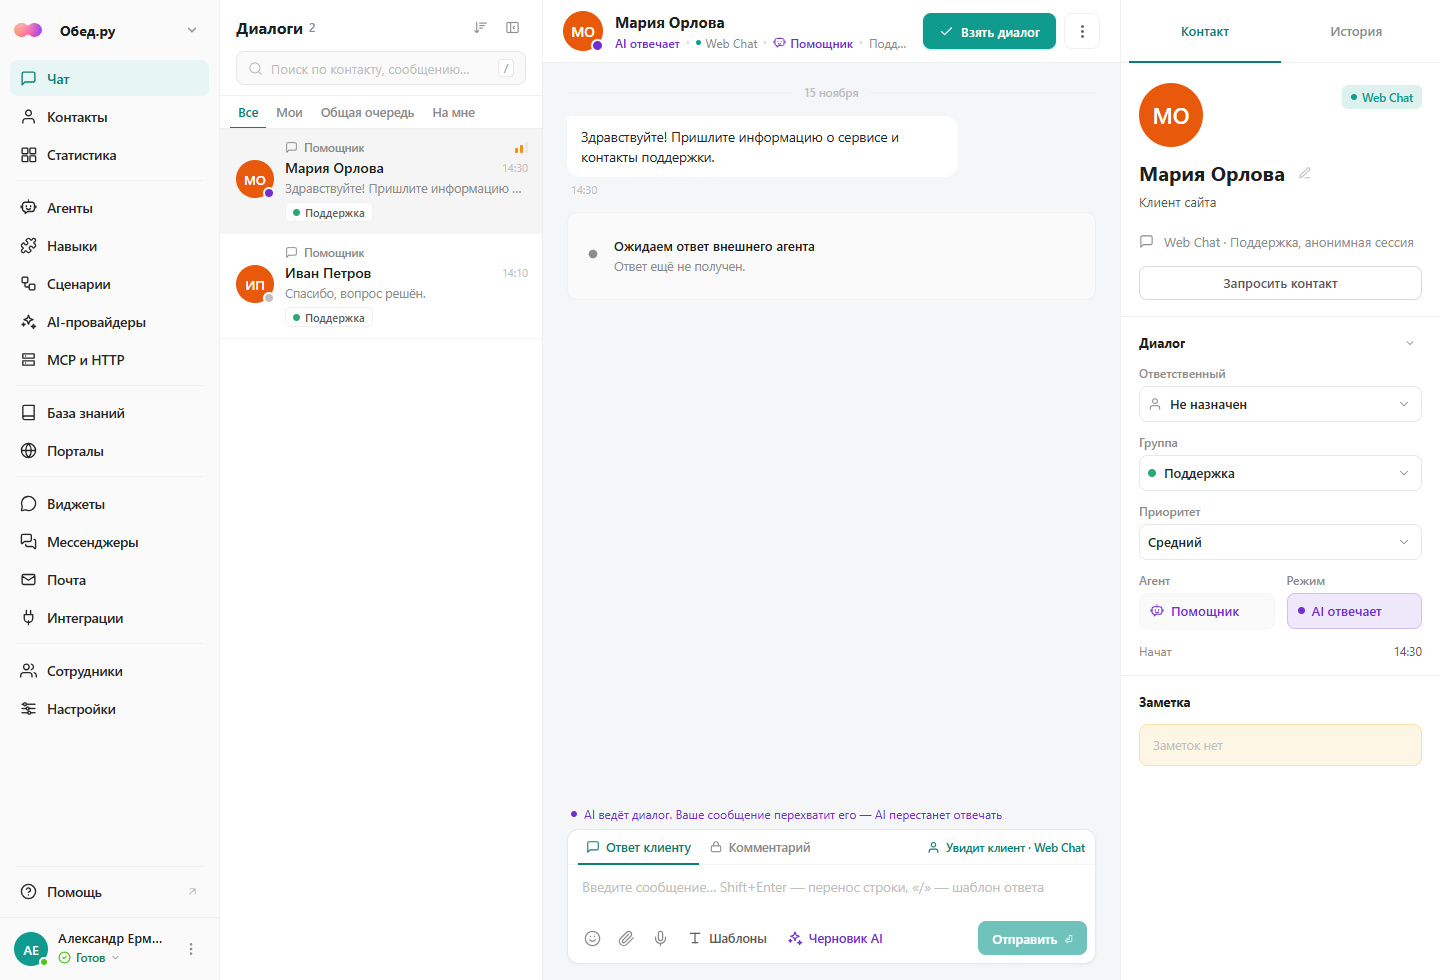 Обед.ру
Чат
Контакты
Статистика
Агенты
Навыки
Сценарии
AI-провайдеры
MCP и HTTP
База знаний
Порталы
Виджеты
Мессенджеры
Почта
Интеграции
Сотрудники
Настройки
Помощь
АЕ
Александр Ерм...
Готов
Диалоги 2
Поиск по контакту, сообщению... /
Все Мои Общая очередь На мне
Помощник
МО Мария Орлова 14:30
Здравствуйте! Пришлите информацию ...
Поддержка
Помощник
ИП Иван Петров 14:10
Спасибо, вопрос решён.
Поддержка
МО Мария Орлова
AI отвечает · Web Chat · Помощник · Подд...
Взять диалог
15 ноября
Здравствуйте! Пришлите информацию о сервисе и
контакты поддержки.
14:30
Ожидаем ответ внешнего агента
Ответ ещё не получен.
AI ведёт диалог. Ваше сообщение перехватит его — AI перестанет отвечать
Ответ клиенту Комментарий Увидит клиент · Web Chat
Введите сообщение... Shift+Enter — перенос строки, «/» — шаблон ответа
Шаблоны Черновик AI Отправить
Контакт История
МО Web Chat
Мария Орлова
Клиент сайта
Web Chat · Поддержка, анонимная сессия
Запросить контакт
Диалог
Ответственный
Не назначен
Группа
Поддержка
Приоритет
Средний
Агент Режим
Помощник AI отвечает
Начат 14:30
Заметка
Заметок нет